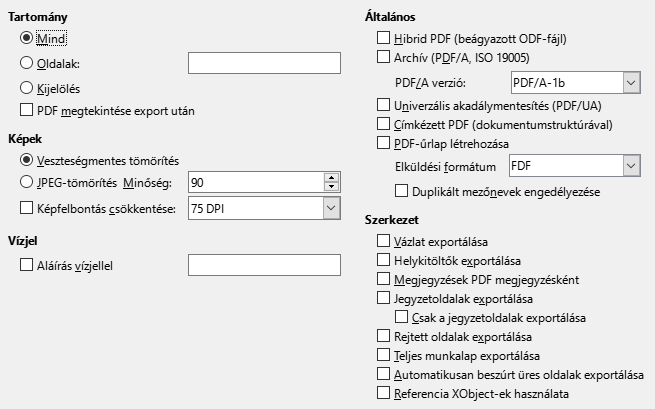 Tartomány
Mind
Oldalak:
Kijelölés
PDF megtekintése export után
Képek
Veszteségmentes tömörítés
JPEG-tömörítés Minőség: 90
Képfelbontás csökkentése: 75 DPI
Vízjel
Aláírás vízjellel
Általános
Hibrid PDF (beágyazott ODF-fájl)
Archív (PDF/A, ISO 19005)
PDF/A verzió: PDF/A-1b
Univerzális akadálymentesítés (PDF/UA)
Címkézett PDF (dokumentumstruktúrával)
PDF-űrlap létrehozása
Elküldési formátum FDF
Duplikált mezőnevek engedélyezése
Szerkezet
Vázlat exportálása
Helykitöltők exportálása
Megjegyzések PDF megjegyzésként
Jegyzetoldalak exportálása
Csak a jegyzetoldalak exportálása
Rejtett oldalak exportálása
Teljes munkalap exportálása
Automatikusan beszúrt üres oldalak exportálása
Referencia XObject-ek használata